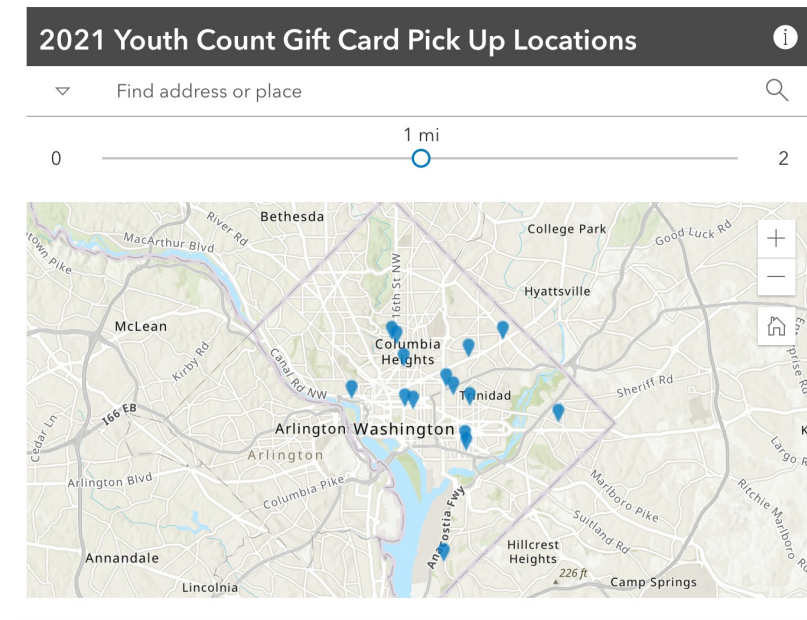 2021 Youth Count Gift Card Pick Up Locations
Find address or place
1 mi
0
2
Bethesda
River Rd
MacArthur Blvd
town Pike
16th St NW
College Park
Good Luck Rd
Hyattsville
McLean
Kirby Rd
Columbia
Heights
Canal Rd NW
Trinidad
Sheriff Rd
I66 EB
Cedar Ln
Arlington
Washington
Arlington
Arlington Blvd
Columbia Pike
Anacostia Fwy
Marlboro Pike
Suitland Rd
Largo R
Ritchie Marlboro
Annandale
Lincolnia
Hillcrest
Heights
226 ft
Camp Springs